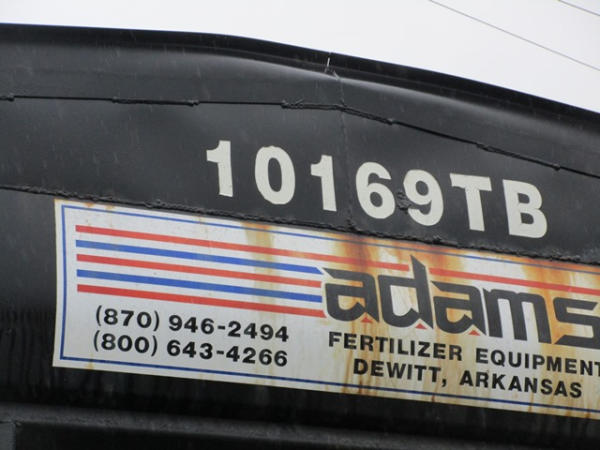 10169TB
adams
(870) 946-2494
(800) 643-4266
FERTILIZER EQUIPMENT
DEWITT, ARKANSAS